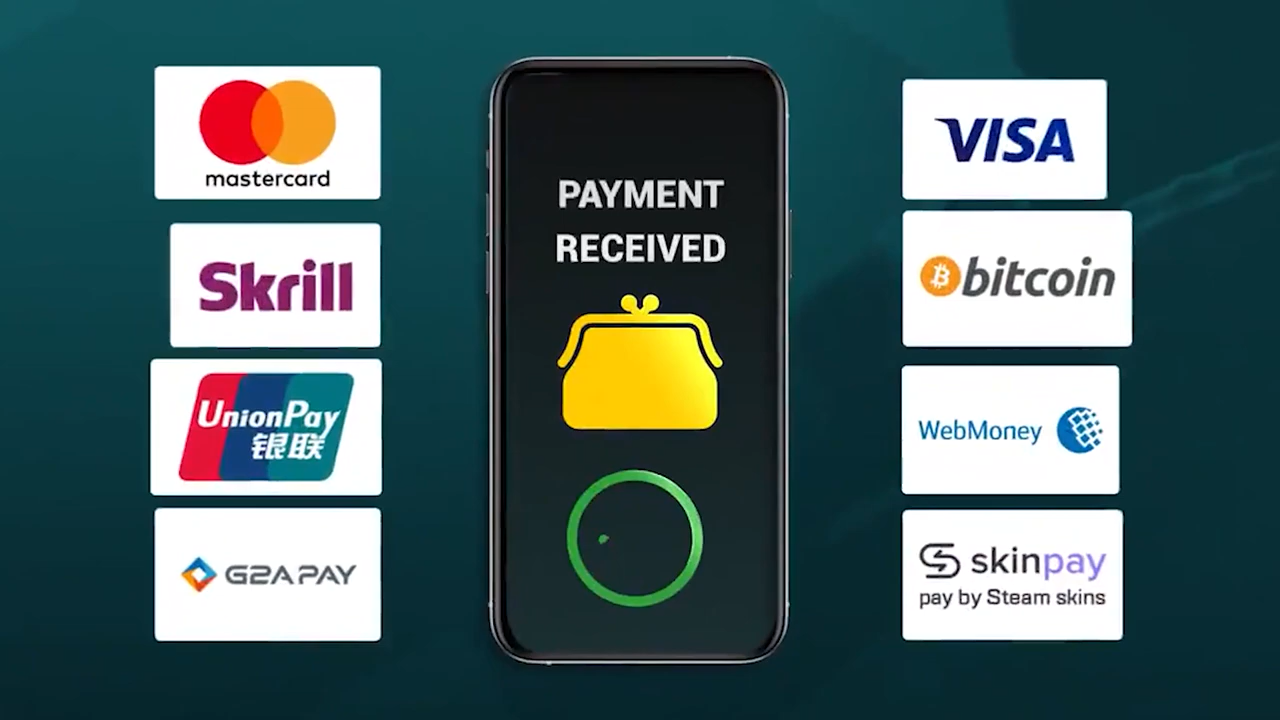 mastercard
Skrill
UnionPay
银联
G2A PAY
PAYMENT
RECEIVED
VISA
bitcoin
WebMoney
skinpay
pay by Steam skins